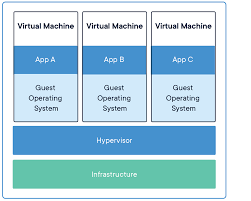 Virtual Machine
App A
Guest
Operating
System
Virtual Machine
App B
Guest
Operating
System
Virtual Machine
App C
Guest
Operating
System
Hypervisor
Infrastructure